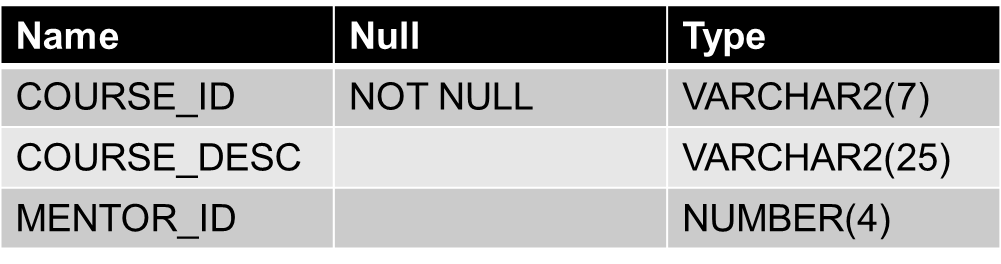 Name Null Type
COURSE_ID NOT NULL VARCHAR2(7)
COURSE_DESC VARCHAR2(25)
MENTOR_ID NUMBER(4)